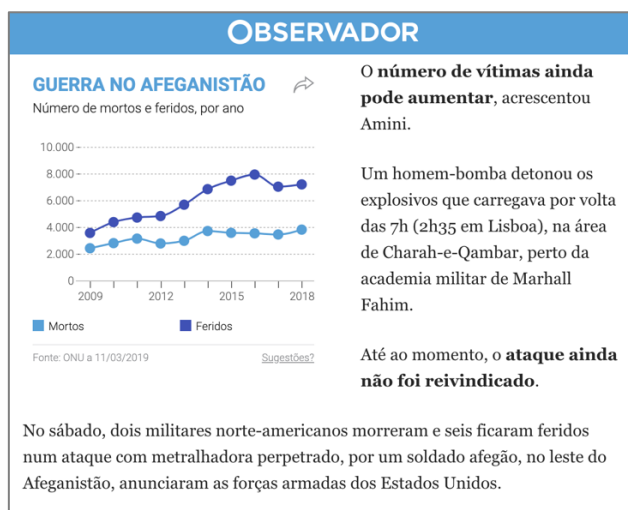 OBSERVADOR
GUERRA NO AFEGANISTÃO
Número de mortos e feridos, por ano
10.000
8.000
6.000
4.000
2.000
0
2009
2012
2015
2018
Mortos
Feridos
Fonte: ONU a 11/03/2019
Sugestões?
O número de vítimas ainda
pode aumentar, acrescentou
Amini.
Um homem-bomba detonou os
explosivos que carregava por volta
das 7h (2h35 em Lisboa), na área
de Charah-e-Qambar, perto da
academia militar de Marhall
Fahim.
Até ao momento, o ataque ainda
não foi reivindicado.
No sábado, dois militares norte-americanos morreram e seis ficaram feridos
num ataque com metralhadora perpetrado, por um soldado afegão, no leste do
Afeganistão, anunciaram as forças armadas dos Estados Unidos.